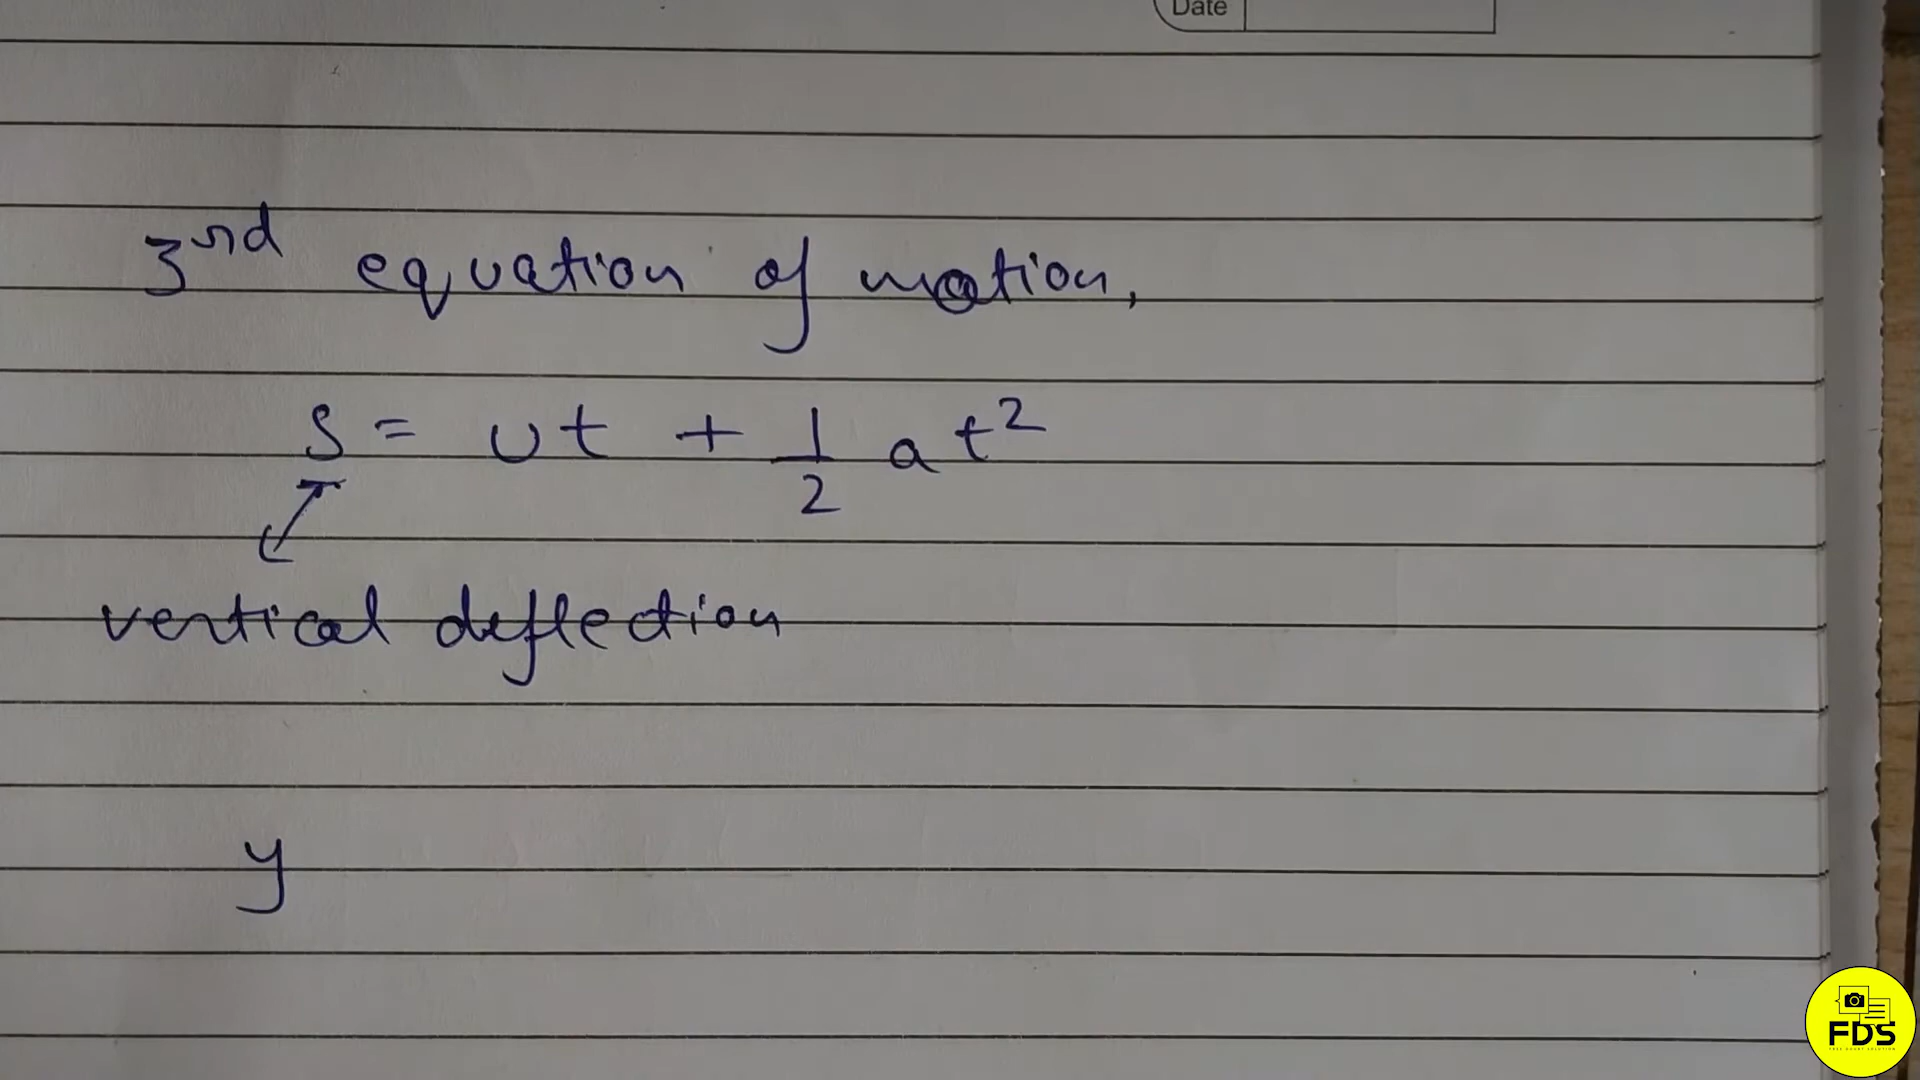 Date
3rd equation of motion,
S = ut + 1/2 at²
vertical deflection
y
FDS